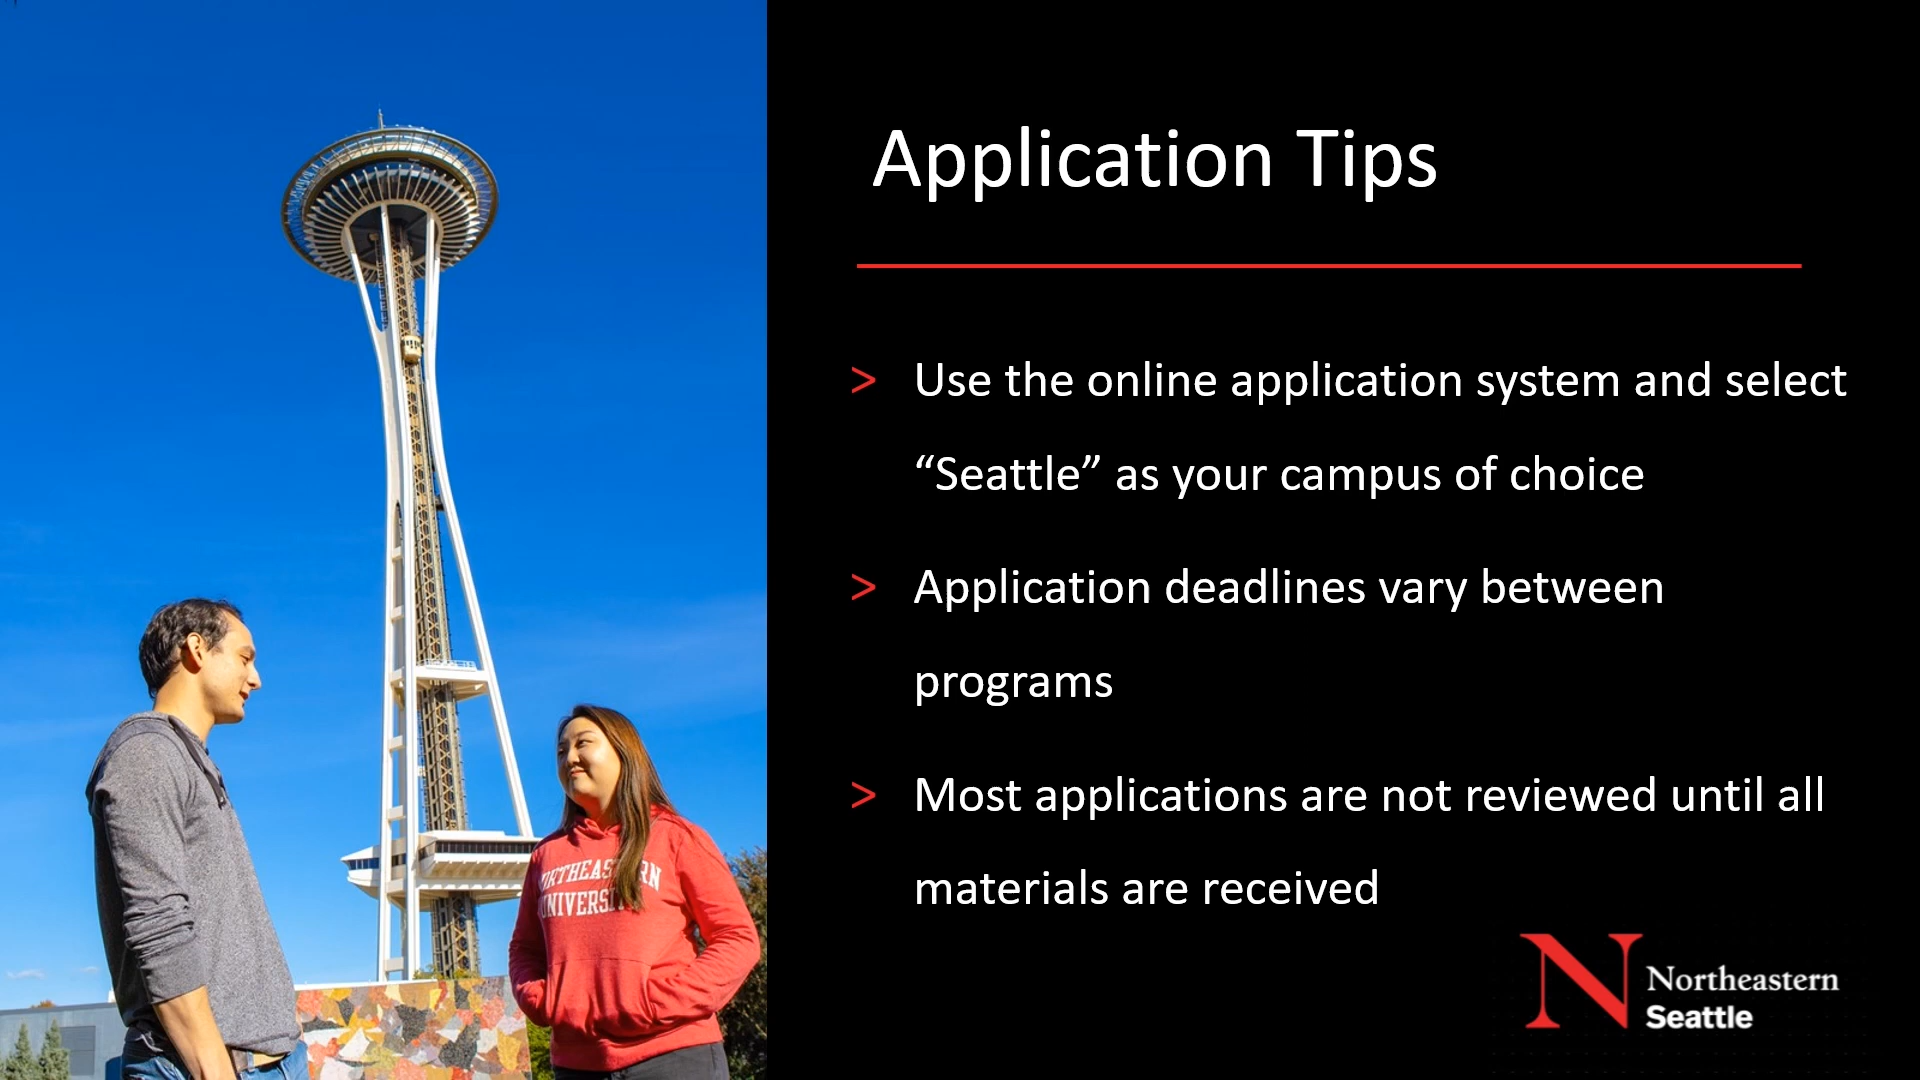 Application Tips
> Use the online application system and select
“Seattle” as your campus of choice
> Application deadlines vary between
programs
> Most applications are not reviewed until all
materials are received
N Northeastern
Seattle
UNIVERSITY